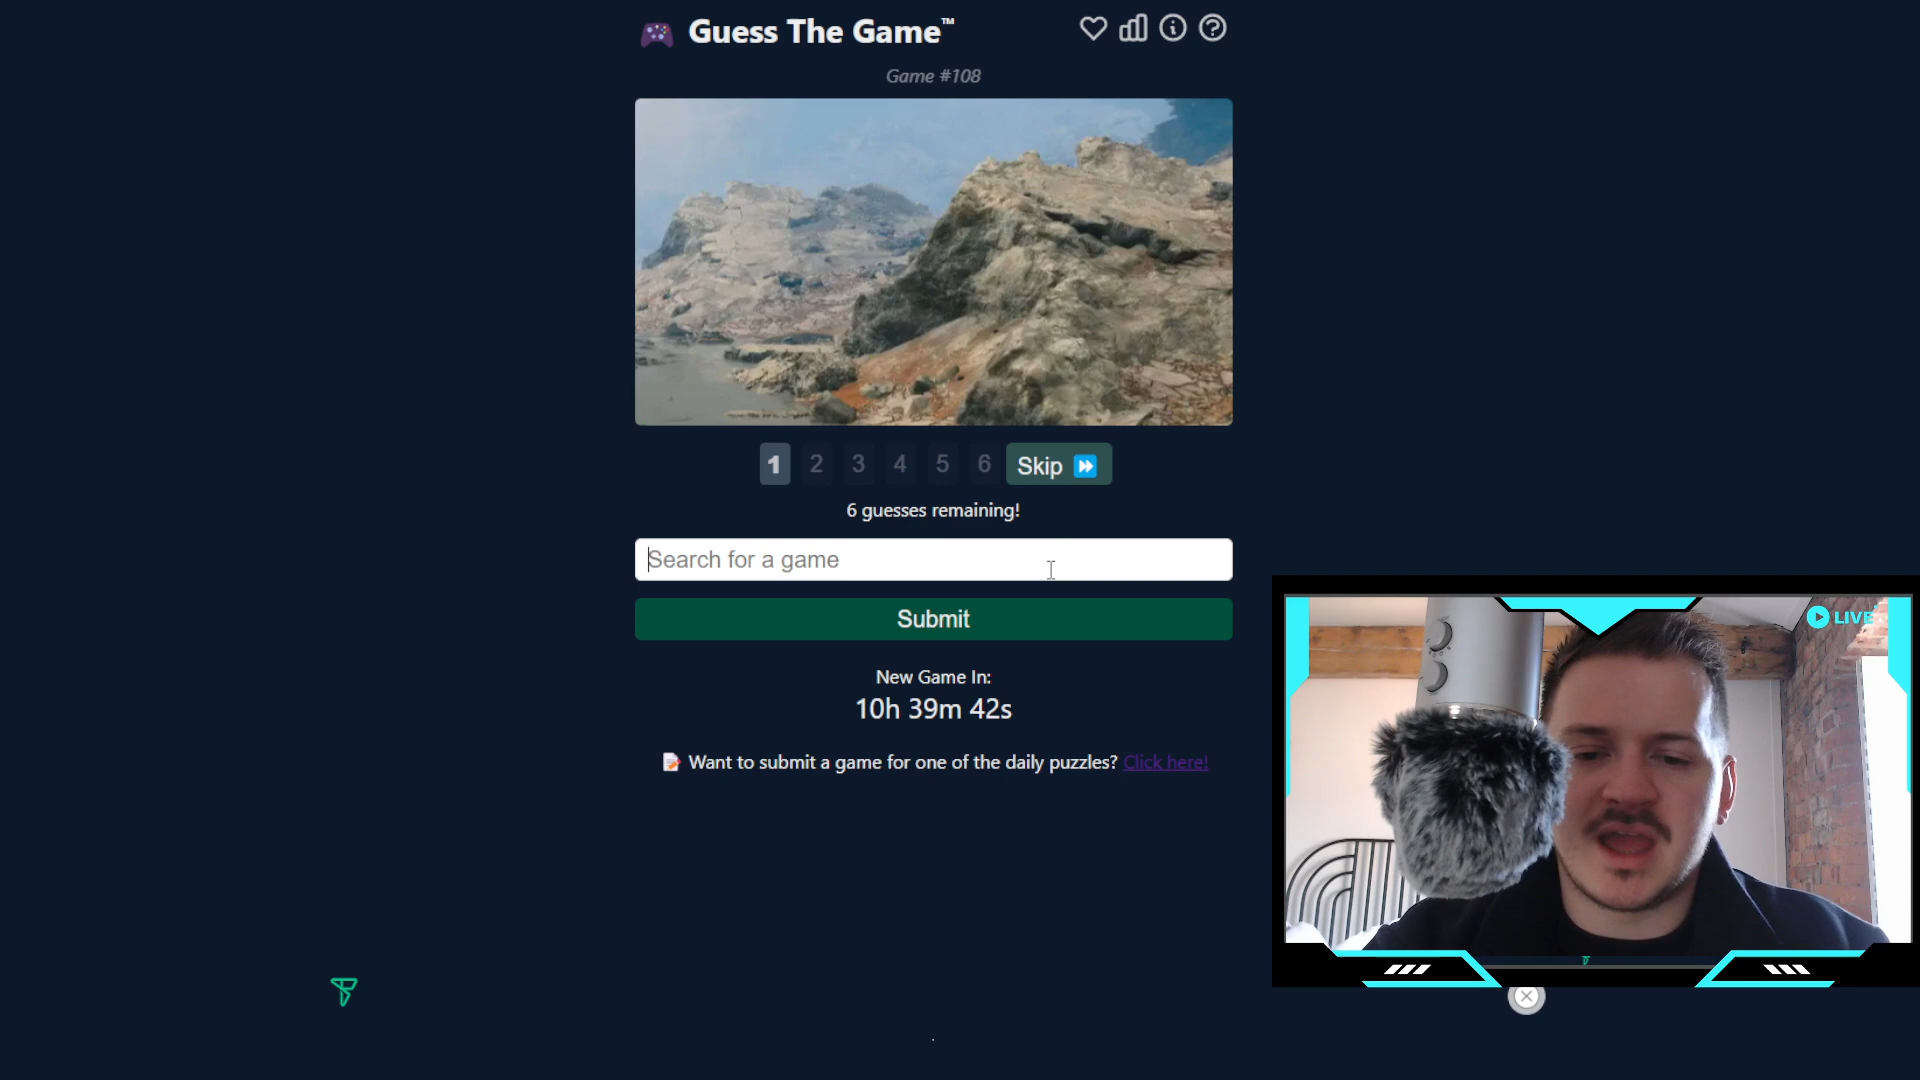 Guess The Game™
Game #108
1 2 3 4 5 6 Skip
6 guesses remaining!
Search for a game
Submit
New Game In:
10h 39m 42s
Want to submit a game for one of the daily puzzles? Click here!
LIVE